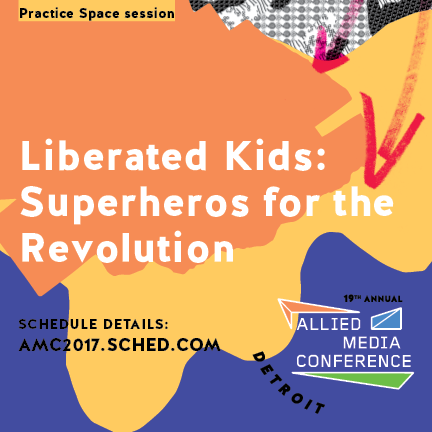 Practice Space session
Liberated Kids:
Superheros for the
Revolution
SCHEDULE DETAILS:
AMC2017.SCHED.COM
19TH ANNUAL
ALLIED
MEDIA
CONFERENCE
DETROIT